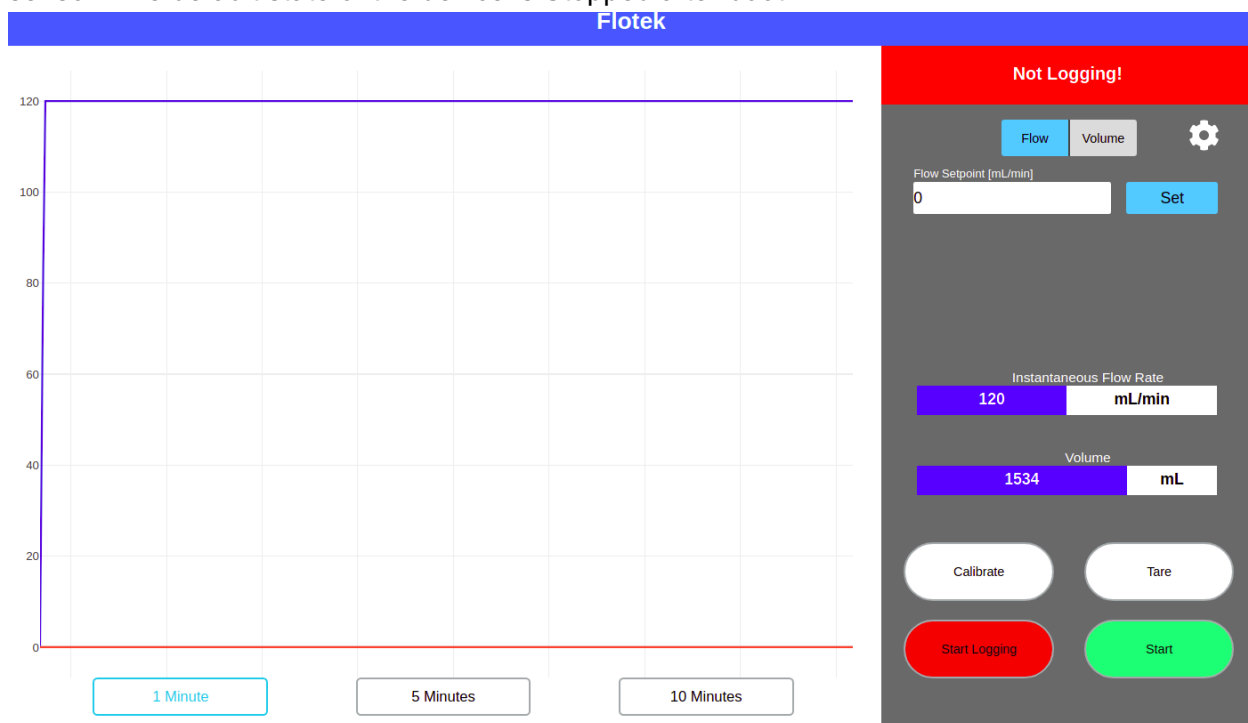 Flotek
Not Logging!
Flow Volume
Flow Setpoint [mL/min]
0 Set
120
100
80
60
40
20
0
Instantaneous Flow Rate
120 mL/min
Volume
1534 mL
Calibrate Tare
Start Logging Start
1 Minute 5 Minutes 10 Minutes